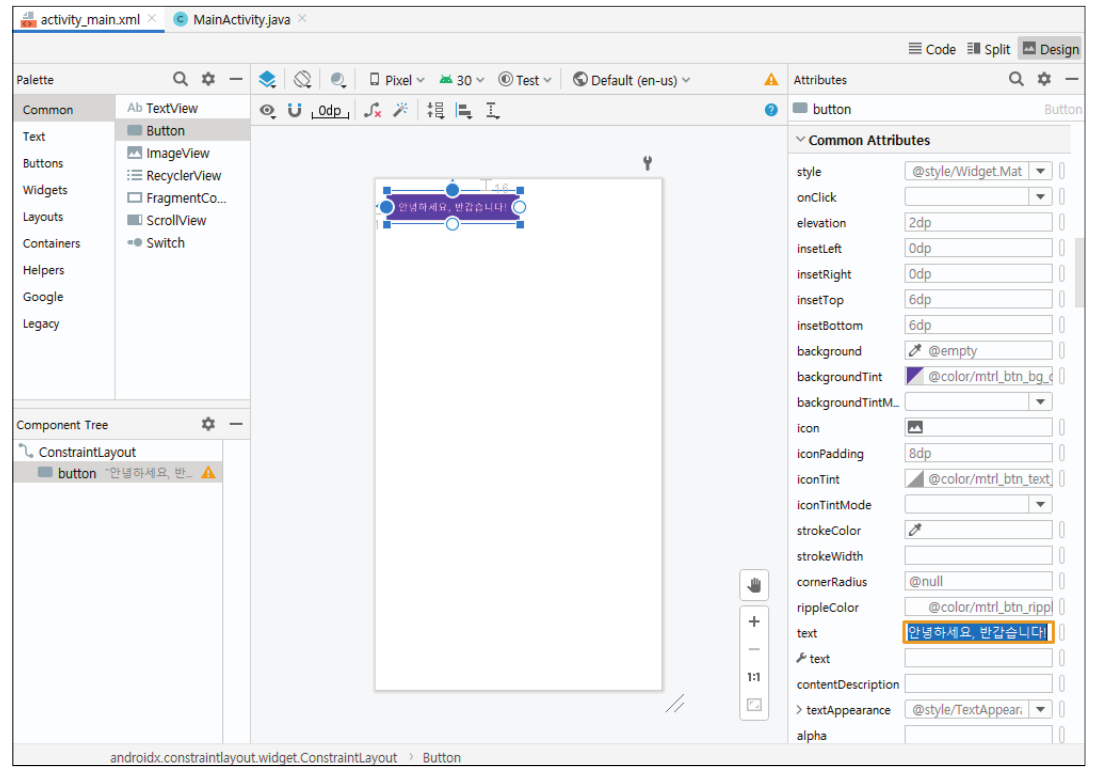 activity_main.xml
MainActivity.java
Code
Split
Design
Palette
Common
Text
Buttons
Widgets
Layouts
Containers
Helpers
Google
Legacy
Ab TextView
Button
ImageView
RecyclerView
FragmentCo...
ScrollView
Switch
Component Tree
ConstraintLayout
button "안녕하세요, 반...
Pixel
30
Test
Default (en-us)
0dp
16
안녕하세요, 반갑습니다!
1:1
Attributes
button Button
Common Attributes
style @style/Widget.Mat
onClick
elevation 2dp
insetLeft 0dp
insetRight 0dp
insetTop 6dp
insetBottom 6dp
background @empty
backgroundTint @color/mtrl_btn_bg_c
backgroundTintM...
icon
iconPadding 8dp
iconTint @color/mtrl_btn_text_
iconTintMode
strokeColor
strokeWidth
cornerRadius @null
rippleColor @color/mtrl_btn_rippl
text 안녕하세요, 반갑습니다!
text
contentDescription
textAppearance @style/TextAppeara
alpha
androidx.constraintlayout.widget.ConstraintLayout > Button